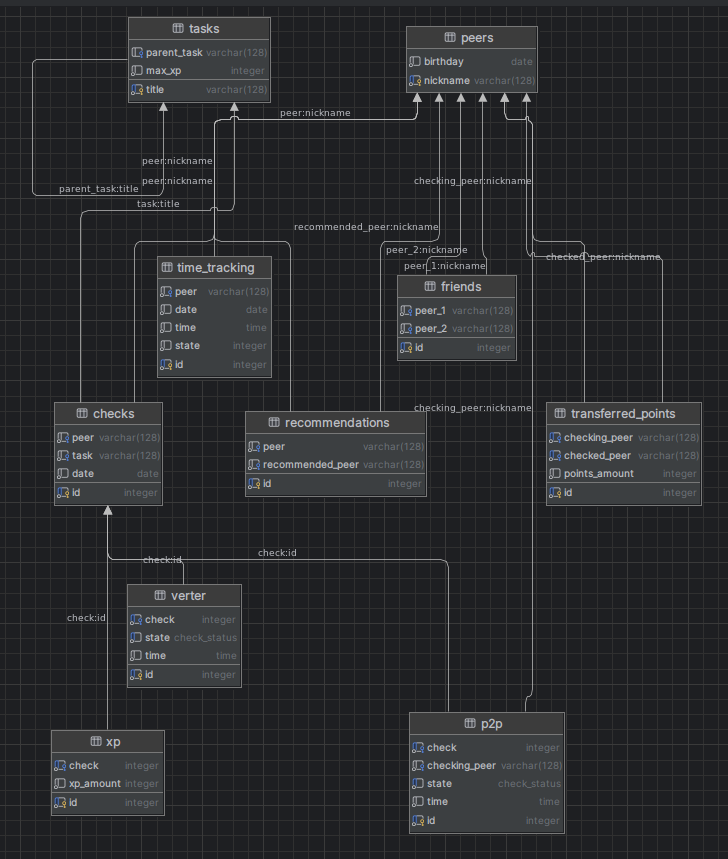 tasks
parent_task varchar(128)
max_xp integer
title varchar(128)
peers
birthday date
nickname varchar(128)
peer:nickname
peer:nickname
peer:nickname
checking_peer:nickname
parent_task:title
task:title
recommended_peer:nickname
peer_2:nickname
checked_peer:nickname
peer_1:nickname
time_tracking
peer varchar(128)
date date
time time
state integer
id integer
friends
peer_1 varchar(128)
peer_2 varchar(128)
id integer
checking_peer:nickname
checks
peer varchar(128)
task varchar(128)
date date
id integer
recommendations
peer varchar(128)
recommended_peer varchar(128)
id integer
transferred_points
checking_peer varchar(128)
checked_peer varchar(128)
points_amount integer
id integer
check:id
check:id
verter
check integer
state check_status
time time
id integer
check:id
xp
check integer
xp_amount integer
id integer
p2p
check integer
checking_peer varchar(128)
state check_status
time time
id integer